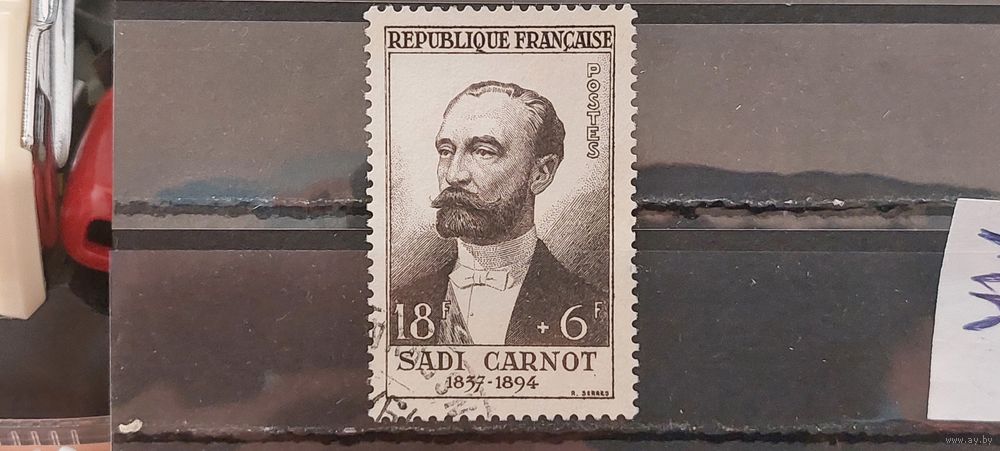 REPUBLIQUE FRANÇAISE
POSTES
18F + 6F
SADI CARNOT
1837-1894
R. SERRES
www.ay.by